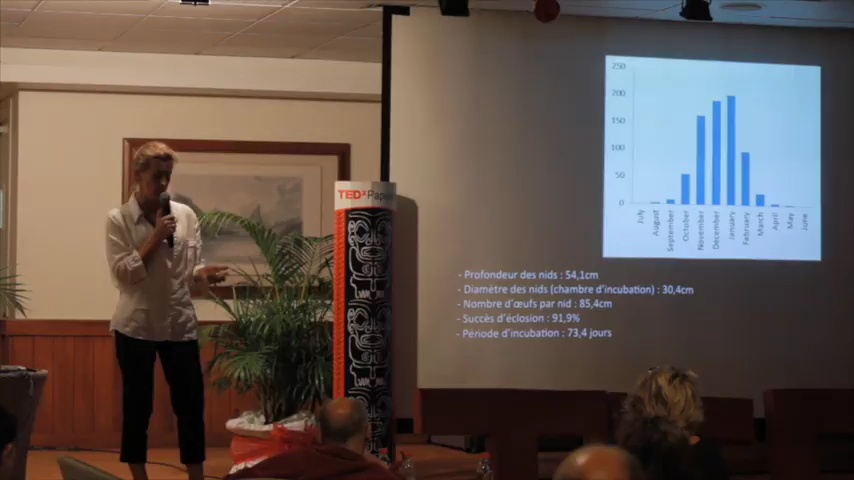 TEDxPape
250
200
150
100
50
0
July
August
September
October
November
December
January
February
March
April
May
June
- Profondeur des nids : 54,1cm
- Diamètre des nids (chambre d'incubation) : 30,4cm
- Nombre d'œufs par nid : 85,4cm
- Succès d'éclosion : 91,9%
- Période d'incubation : 73,4 jours